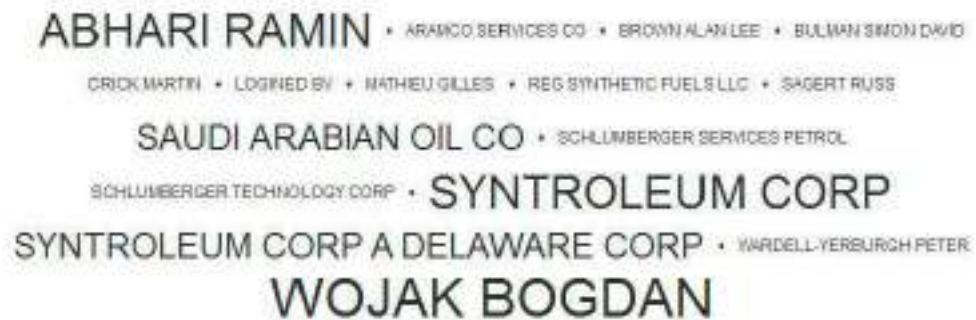 ABHARI RAMIN • ARAMCO SERVICES CO • BROWN ALAN LEE • BULMAN SIMON DAVID
CRICK MARTIN • LOGINED BV • MATHIEU GILLES • REG SYNTHETIC FUELS LLC • SAGERT RUSS
SAUDI ARABIAN OIL CO • SCHLUMBERGER SERVICES PETROL
SCHLUMBERGER TECHNOLOGY CORP • SYNTROLEUM CORP
SYNTROLEUM CORP A DELAWARE CORP • WARDELL-YERBURGH PETER
WOJAK BOGDAN